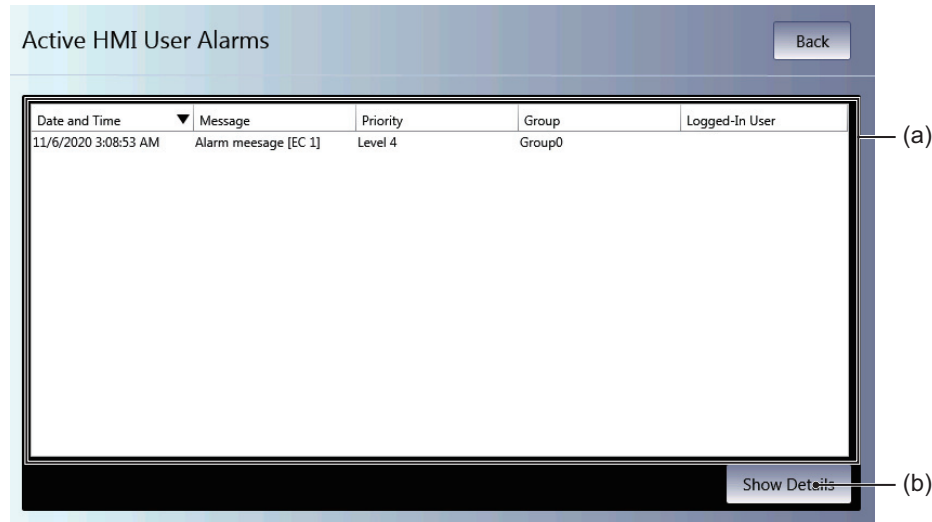 Active HMI User Alarms
Back
Date and Time ▼ Message Priority Group Logged-In User
(a)
11/6/2020 3:08:53 AM Alarm meesage [EC 1] Level 4 Group0
Show Details
(b)